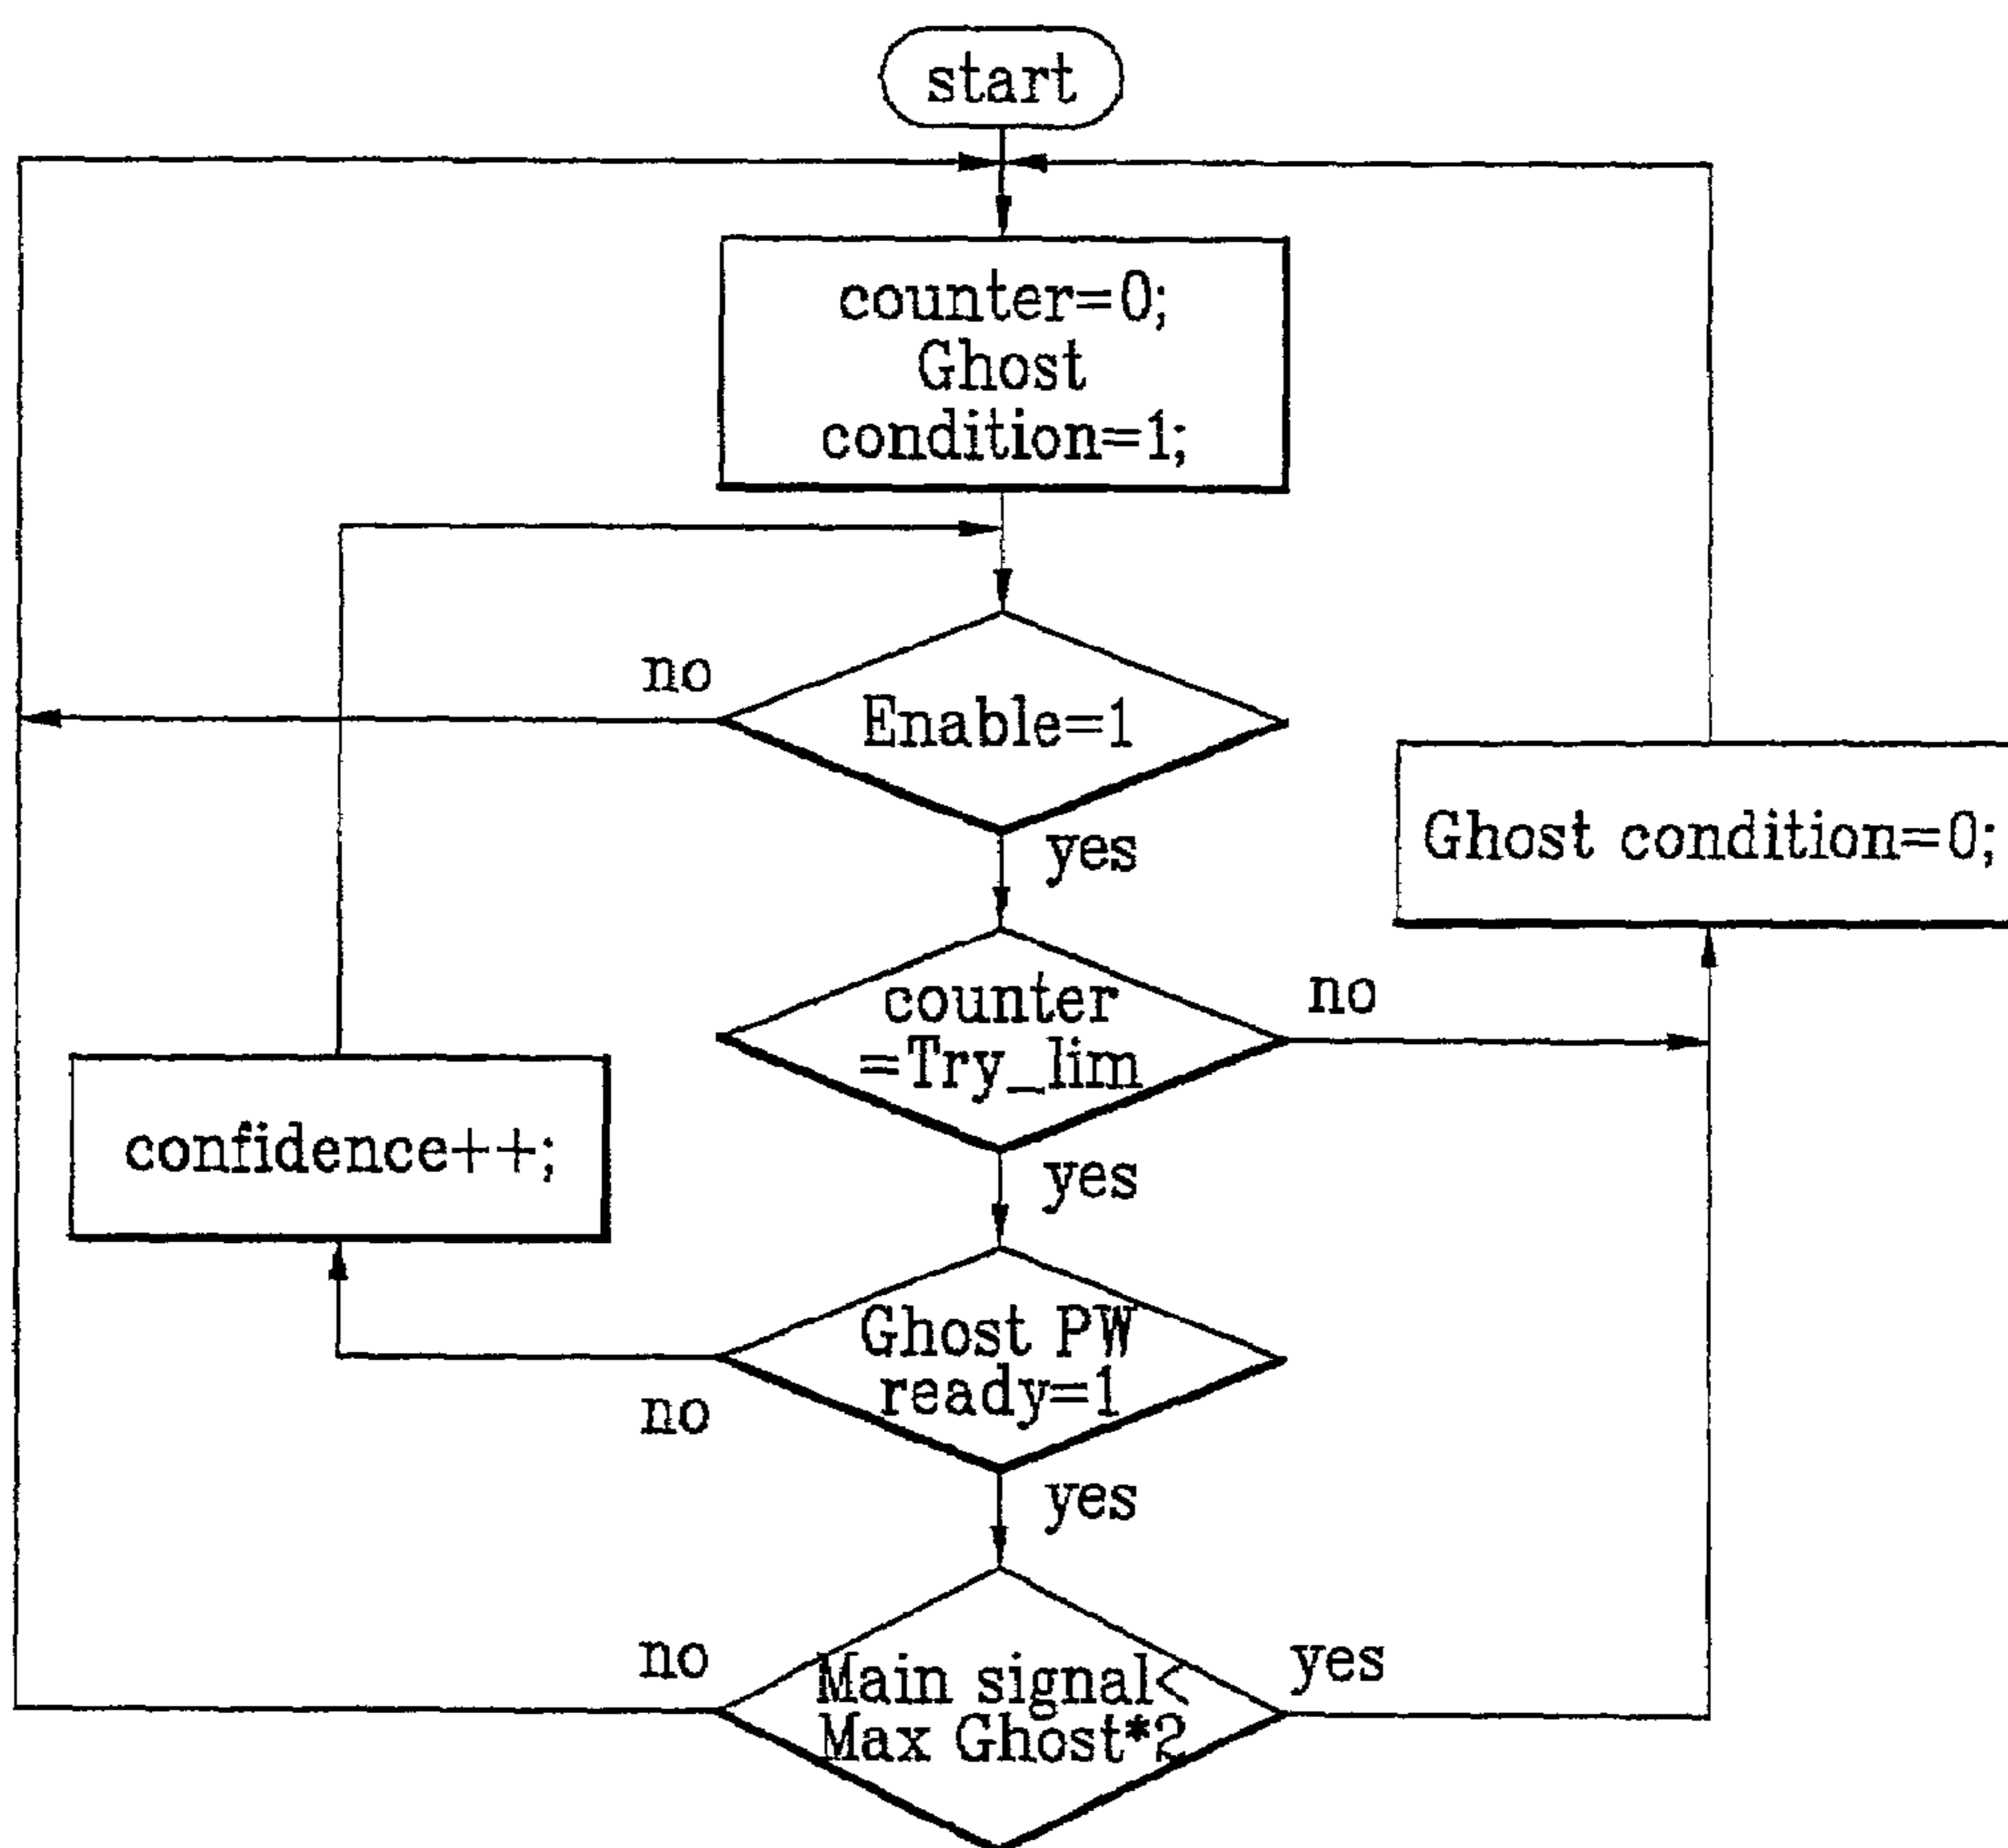 start
counter=0;
Ghost
condition=1;
no
Enable=1
yes
Ghost condition=0;
counter
=Try_lim
no
confidence++;
yes
Ghost PW
ready=1
no
yes
no
Main signal<
Max Ghost*2
yes